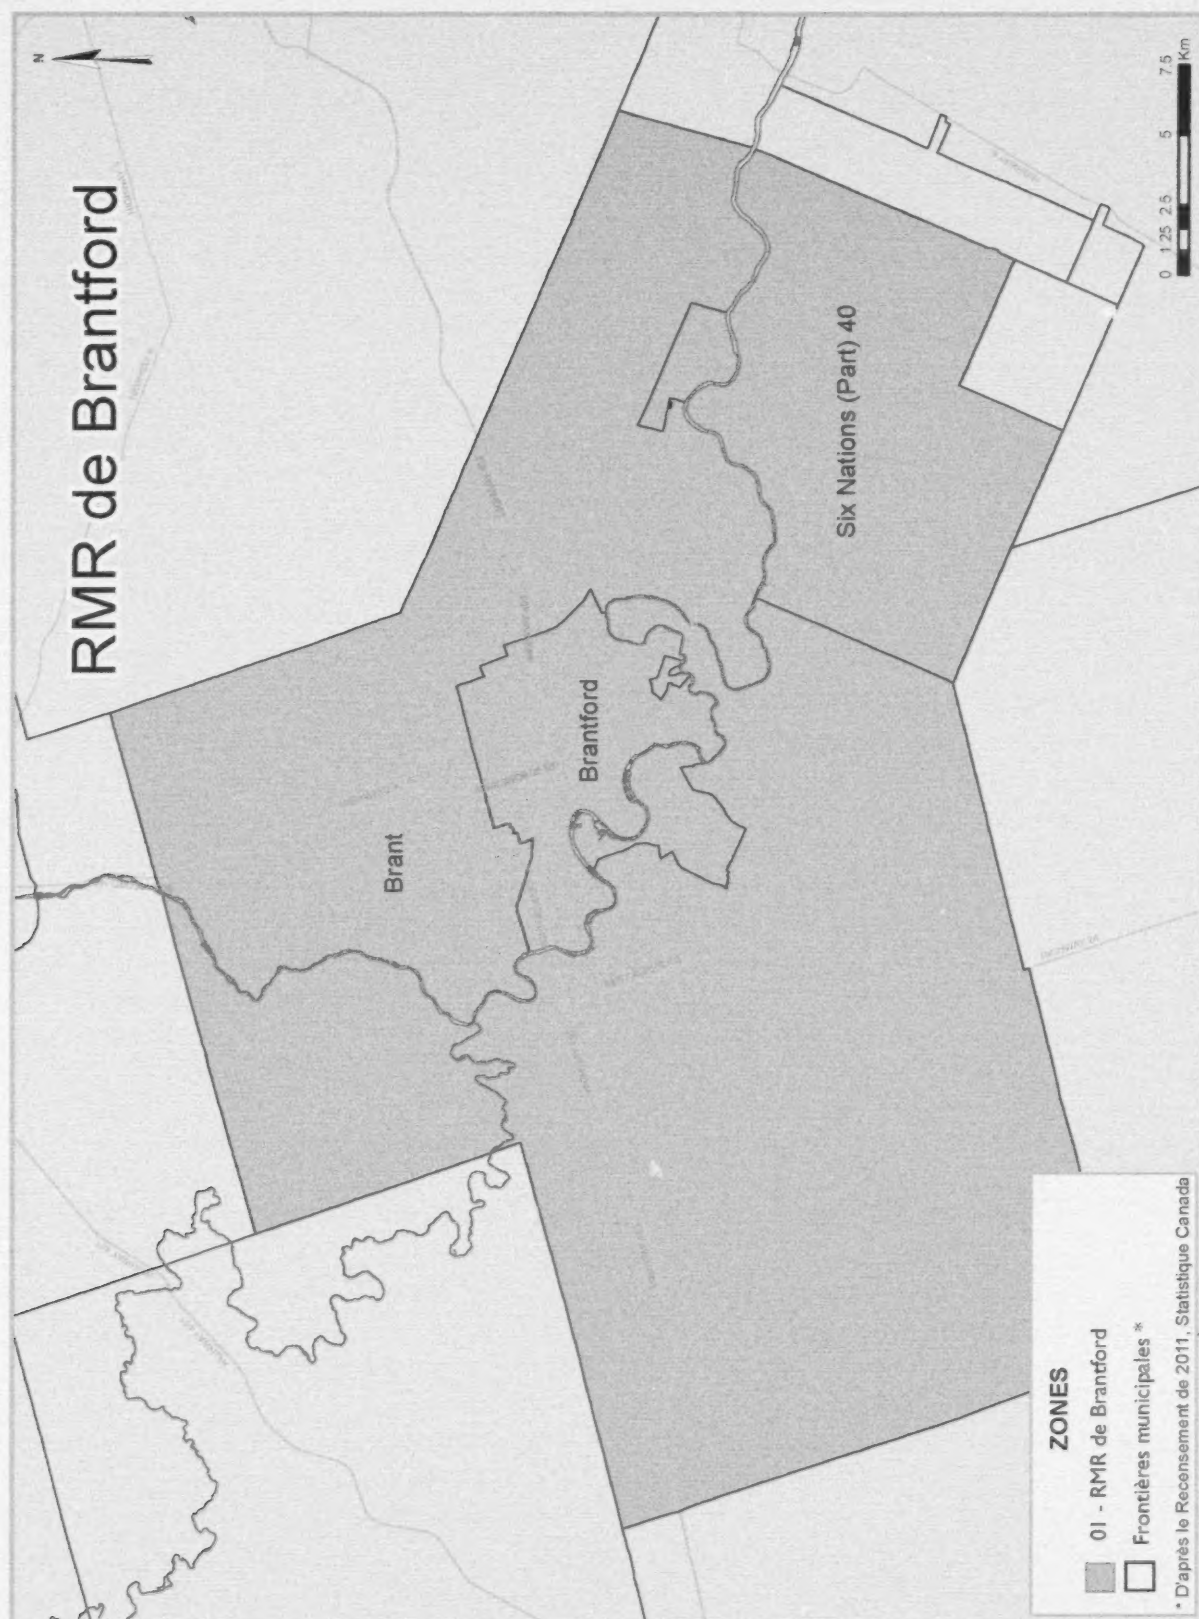 RMR de Brantford
N
Brant
Brantford
Six Nations (Part) 40
ZONES
01 - RMR de Brantford
Frontières municipales *
* D'après le Recensement de 2011, Statistique Canada
0 1.25 2.5 5 7.5
Km